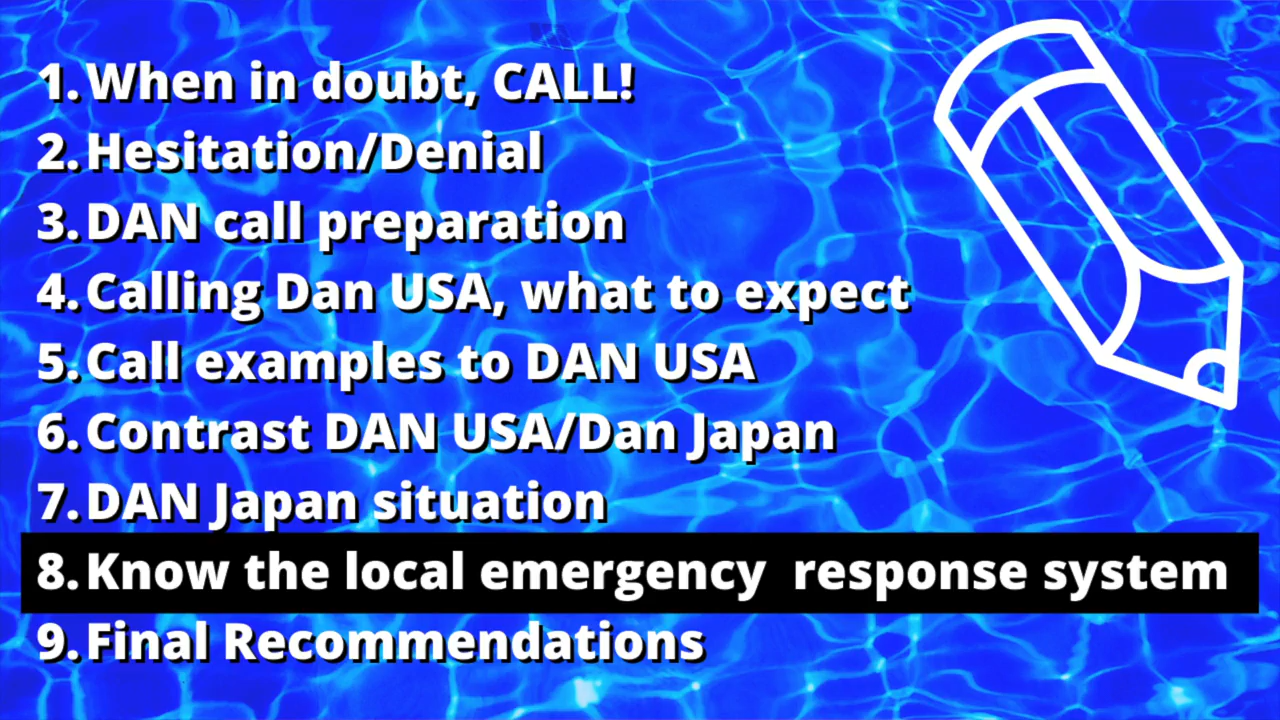 1. When in doubt, CALL!
2. Hesitation/Denial
3. DAN call preparation
4. Calling Dan USA, what to expect
5. Call examples to DAN USA
6. Contrast DAN USA/Dan Japan
7. DAN Japan situation
8. Know the local emergency  response system
9. Final Recommendations